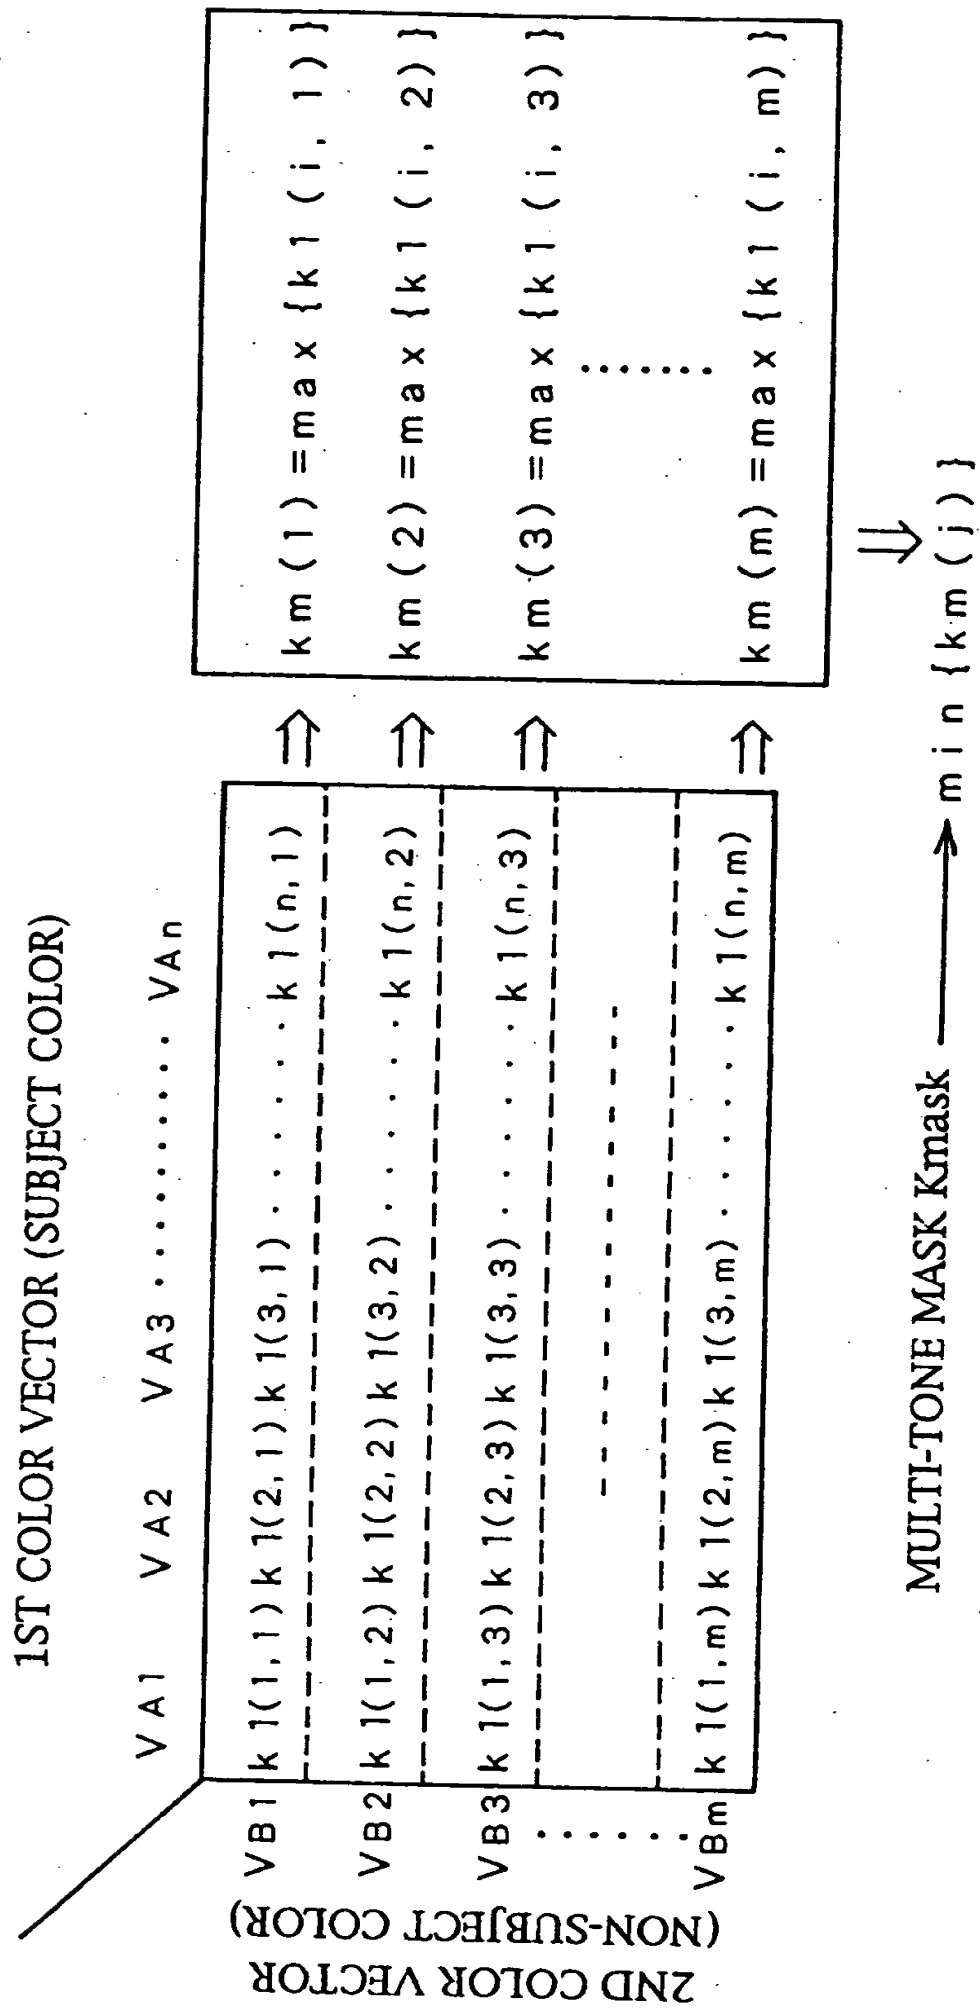 1ST COLOR VECTOR (SUBJECT COLOR)
VA1 VA2 VA3 ·········· VAn
2ND COLOR VECTOR
(NON-SUBJECT COLOR)
VB1 k1(1,1) k1(2,1) k1(3,1) ······ k1(n,1) ⇒ km(1)=max{k1(i, 1)}
VB2 k1(1,2) k1(2,2) k1(3,2) ······ k1(n,2) ⇒ km(2)=max{k1(i, 2)}
VB3 k1(1,3) k1(2,3) k1(3,3) ······ k1(n,3) ⇒ km(3)=max{k1(i, 3)}
VBm k1(1,m) k1(2,m) k1(3,m) ······ k1(n,m) ⇒ km(m)=max{k1(i, m)}
MULTI-TONE MASK Kmask ⟶ min{km(j)}